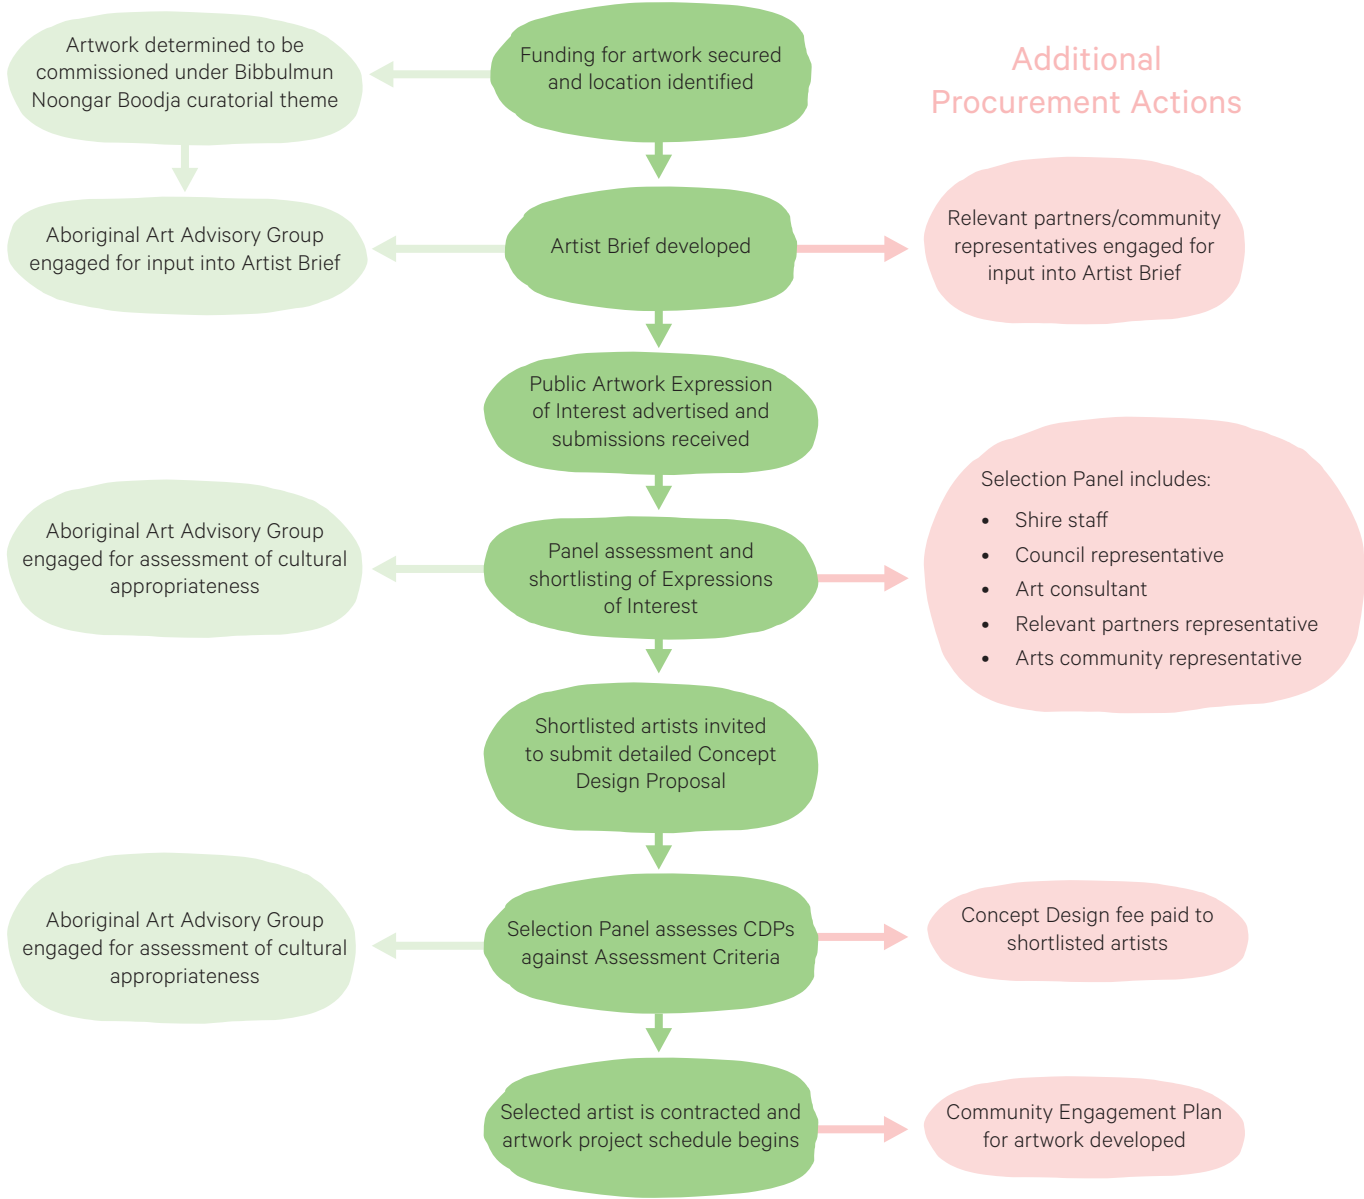 Artwork determined to be
commissioned under Bibbulmun
Noongar Boodja curatorial theme
Funding for artwork secured
and location identified
Additional
Procurement Actions
Aboriginal Art Advisory Group
engaged for input into Artist Brief
Artist Brief developed
Relevant partners/community
representatives engaged for
input into Artist Brief
Public Artwork Expression
of Interest advertised and
submissions received
Aboriginal Art Advisory Group
engaged for assessment of cultural
appropriateness
Panel assessment and
shortlisting of Expressions
of Interest
Selection Panel includes:
• Shire staff
• Council representative
• Art consultant
• Relevant partners representative
• Arts community representative
Shortlisted artists invited
to submit detailed Concept
Design Proposal
Aboriginal Art Advisory Group
engaged for assessment of cultural
appropriateness
Selection Panel assesses CDPs
against Assessment Criteria
Concept Design fee paid to
shortlisted artists
Selected artist is contracted and
artwork project schedule begins
Community Engagement Plan
for artwork developed